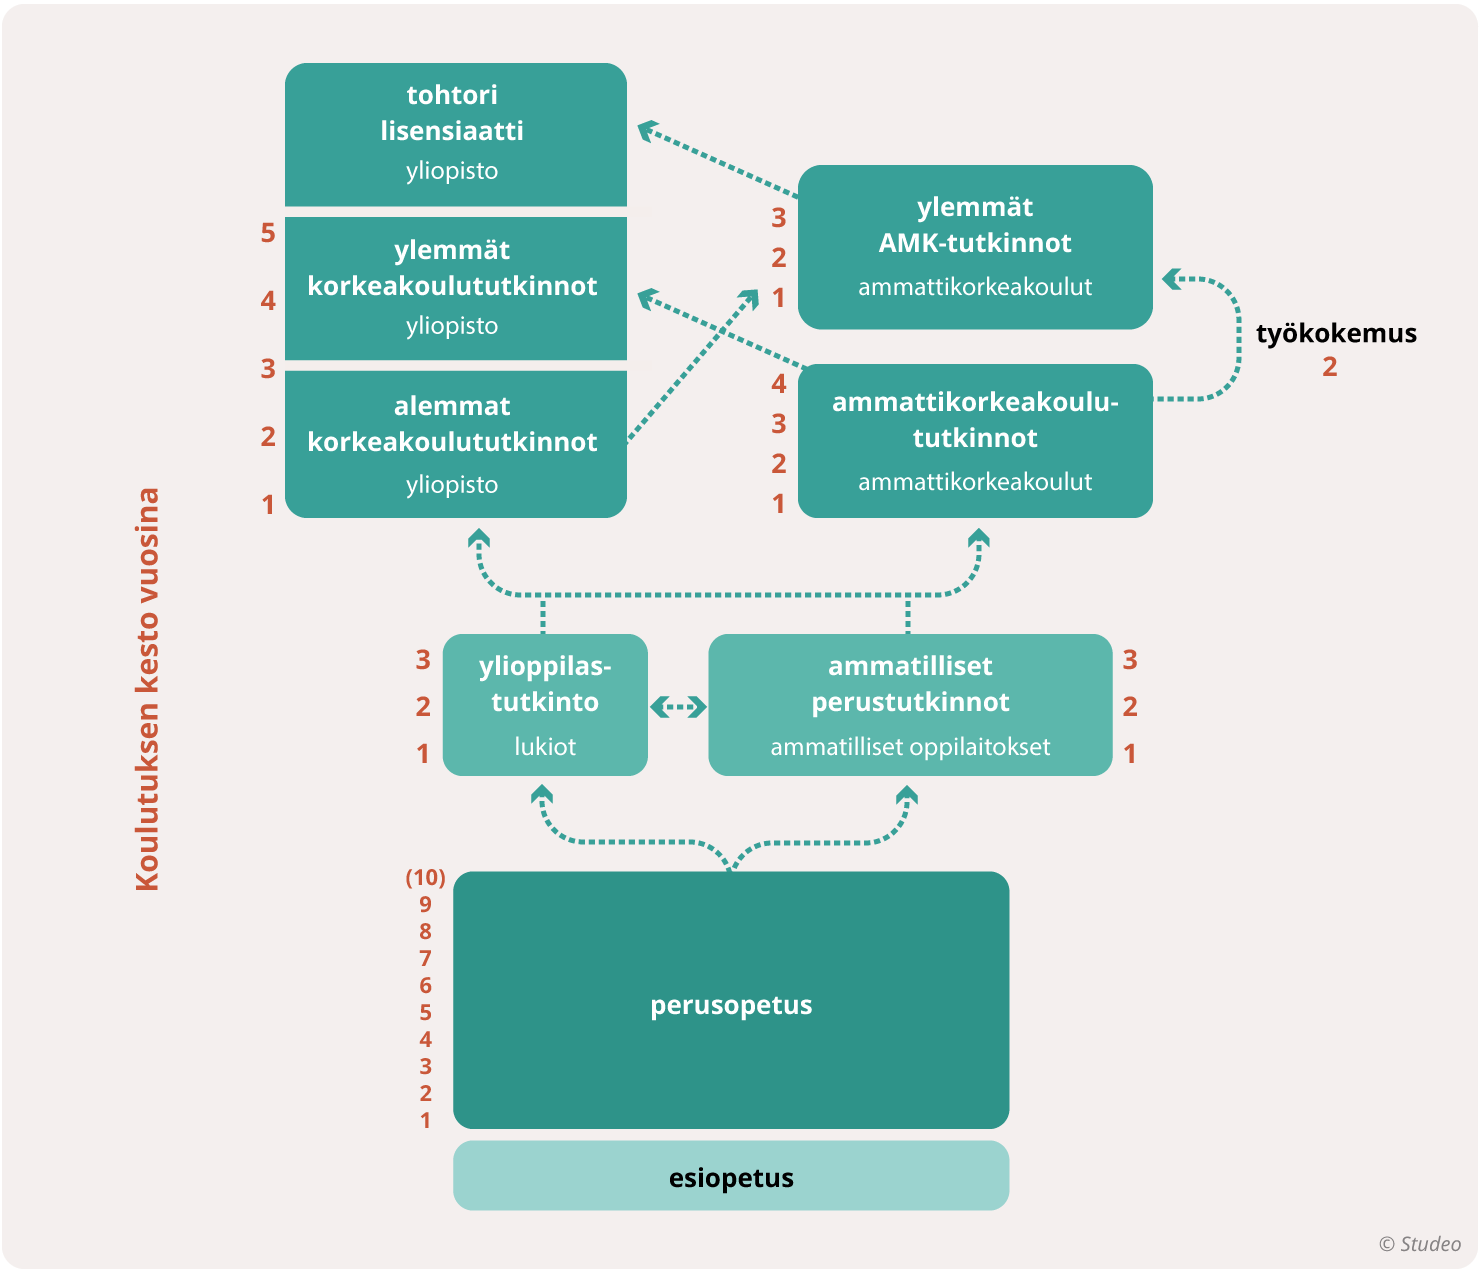 tohtori
lisensiaatti
yliopisto
5
ylemmät
korkeakoulututkinnot
yliopisto
4
3
alemmat
korkeakoulututkinnot
yliopisto
2
1
3
2
1
ylemmät
AMK-tutkinnot
ammattikorkeakoulut
työkokemus
2
4
3
2
1
ammattikorkeakoulu-
tutkinnot
ammattikorkeakoulut
Koulutuksen kesto vuosina
3
2
1
ylioppilas-
tutkinto
lukiot
ammatilliset
perustutkinnot
ammatilliset oppilaitokset
3
2
1
(10)
9
8
7
6
5
4
3
2
1
perusopetus
esiopetus
© Studeo